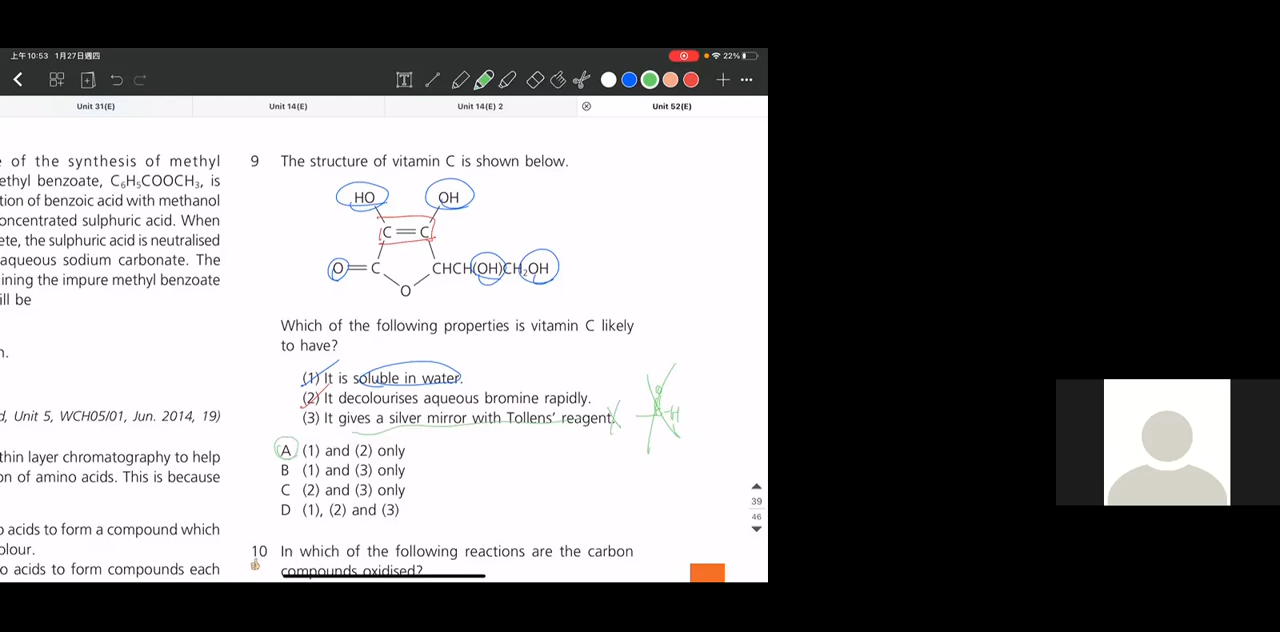 上午10:53 1月27日週四
22%
Unit 31(E) Unit 14(E) Unit 14(E) 2 Unit 52(E)
of the synthesis of methyl
ethyl benzoate, C₆H₅COOCH₃, is
tion of benzoic acid with methanol
oncentrated sulphuric acid. When
ete, the sulphuric acid is neutralised
aqueous sodium carbonate. The
ining the impure methyl benzoate
ill be
n.
d, Unit 5, WCH05/01, Jun. 2014, 19)
thin layer chromatography to help
on of amino acids. This is because
o acids to form a compound which
olour.
o acids to form compounds each
9 The structure of vitamin C is shown below.
HO OH
C=C
O=C CHCH(OH)CH₂OH
O
Which of the following properties is vitamin C likely
to have?
(1) It is soluble in water.
(2) It decolourises aqueous bromine rapidly.
(3) It gives a silver mirror with Tollens' reagent.
A (1) and (2) only
B (1) and (3) only
C (2) and (3) only
D (1), (2) and (3)
10 In which of the following reactions are the carbon
compounds oxidised?
39
46